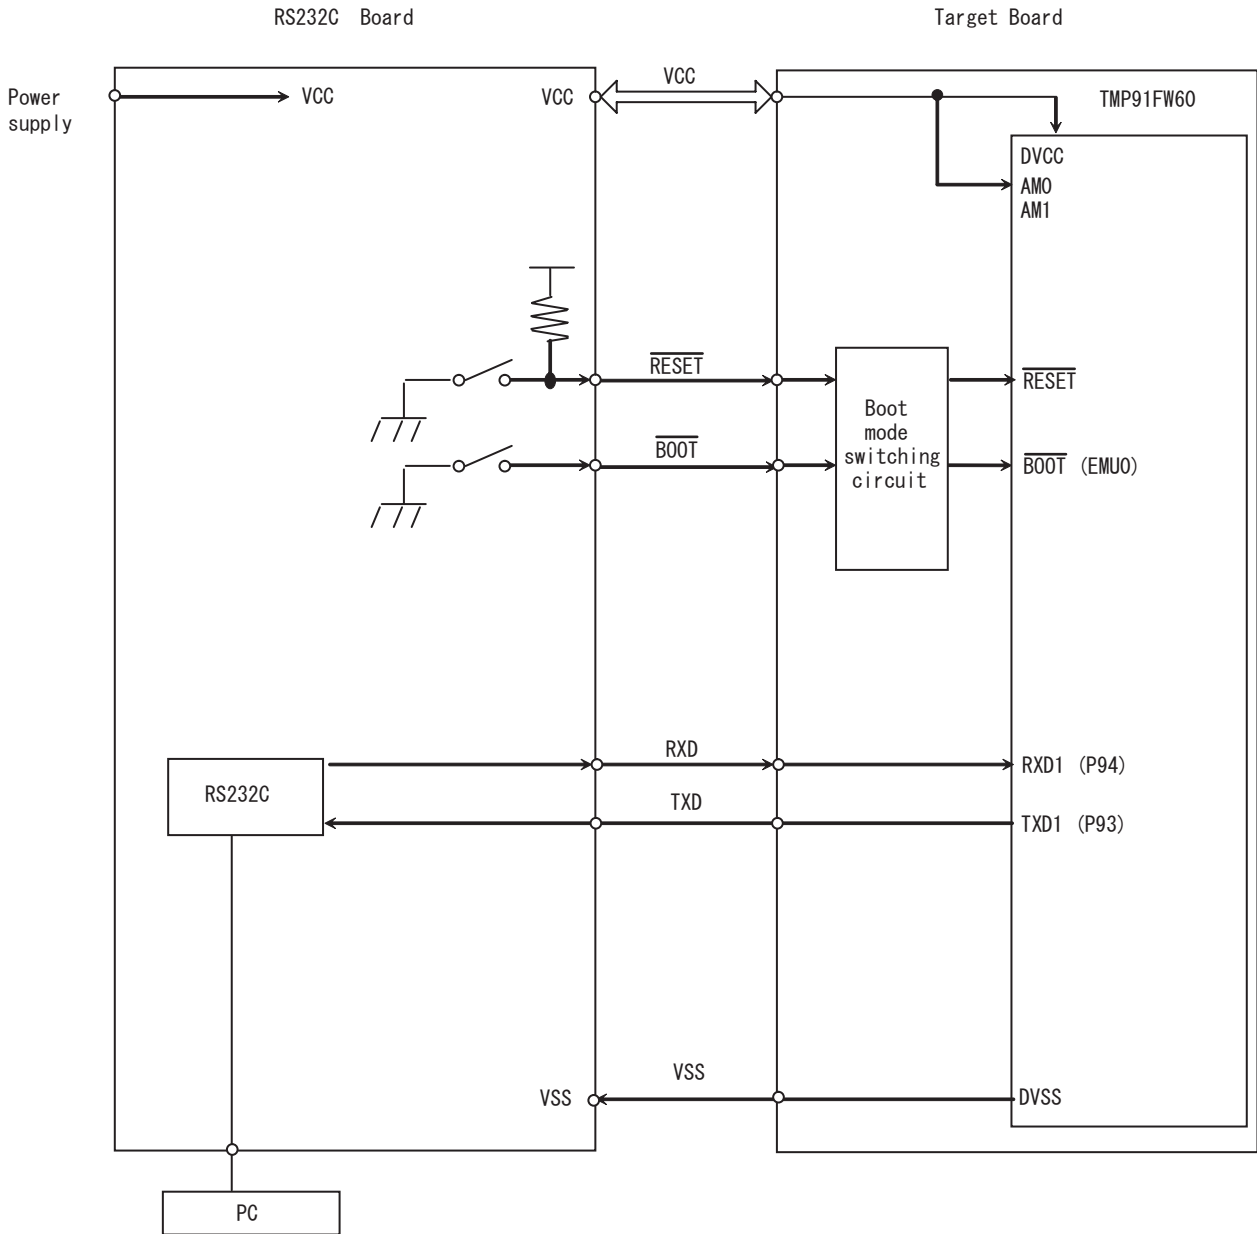 RS232C Board
Target Board
Power
supply
VCC
VCC
VCC
TMP91FW60
DVCC
AM0
AM1
RESET
RESET
BOOT
BOOT (EMU0)
Boot
mode
switching
circuit
RS232C
RXD
RXD1 (P94)
TXD
TXD1 (P93)
VSS
VSS
DVSS
PC